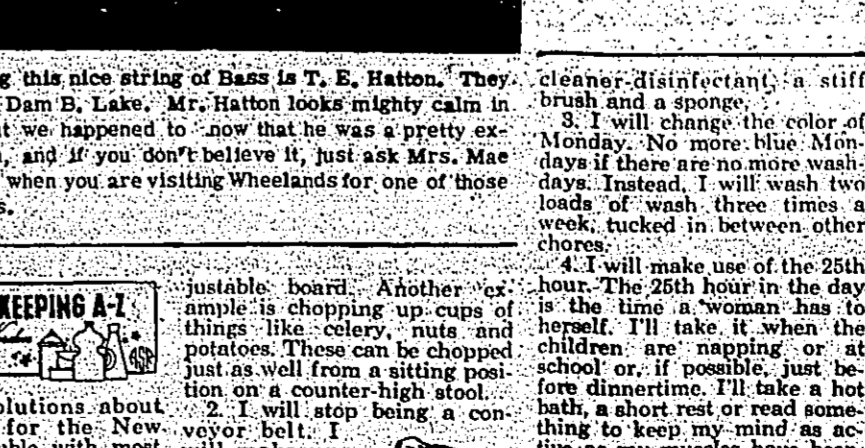 this nice string of Bass is T. E. Hatton. They
Dam B. Lake. Mr. Hatton looks mighty calm in
we happened to now that he was a pretty ex-
and if you don't believe it, just ask Mrs. Mae
when you are visiting Wheelands for one of those
KEEPING A-Z
lutions about
for the New
with most
justable board. Another ex-
ample is chopping up cups of
things like celery, nuts and
potatoes. These can be chopped
just as well from a sitting posi-
tion on a counter-high stool.
2. I will stop being a con-
veyor belt. I
cleaner-disinfectant, a stiff
brush and a sponge.
3. I will change the color of
Monday. No more blue Mon-
days if there are no more wash
days. Instead, I will wash two
loads of wash three times a
week, tucked in between other
chores.
4. I will make use of the 25th
hour. The 25th hour in the day
is the time a woman has to
herself. I'll take it when the
children are napping or at
school or, if possible, just be-
fore dinnertime. I'll take a hot
bath, a short rest or read some-
thing to keep my mind as ac-